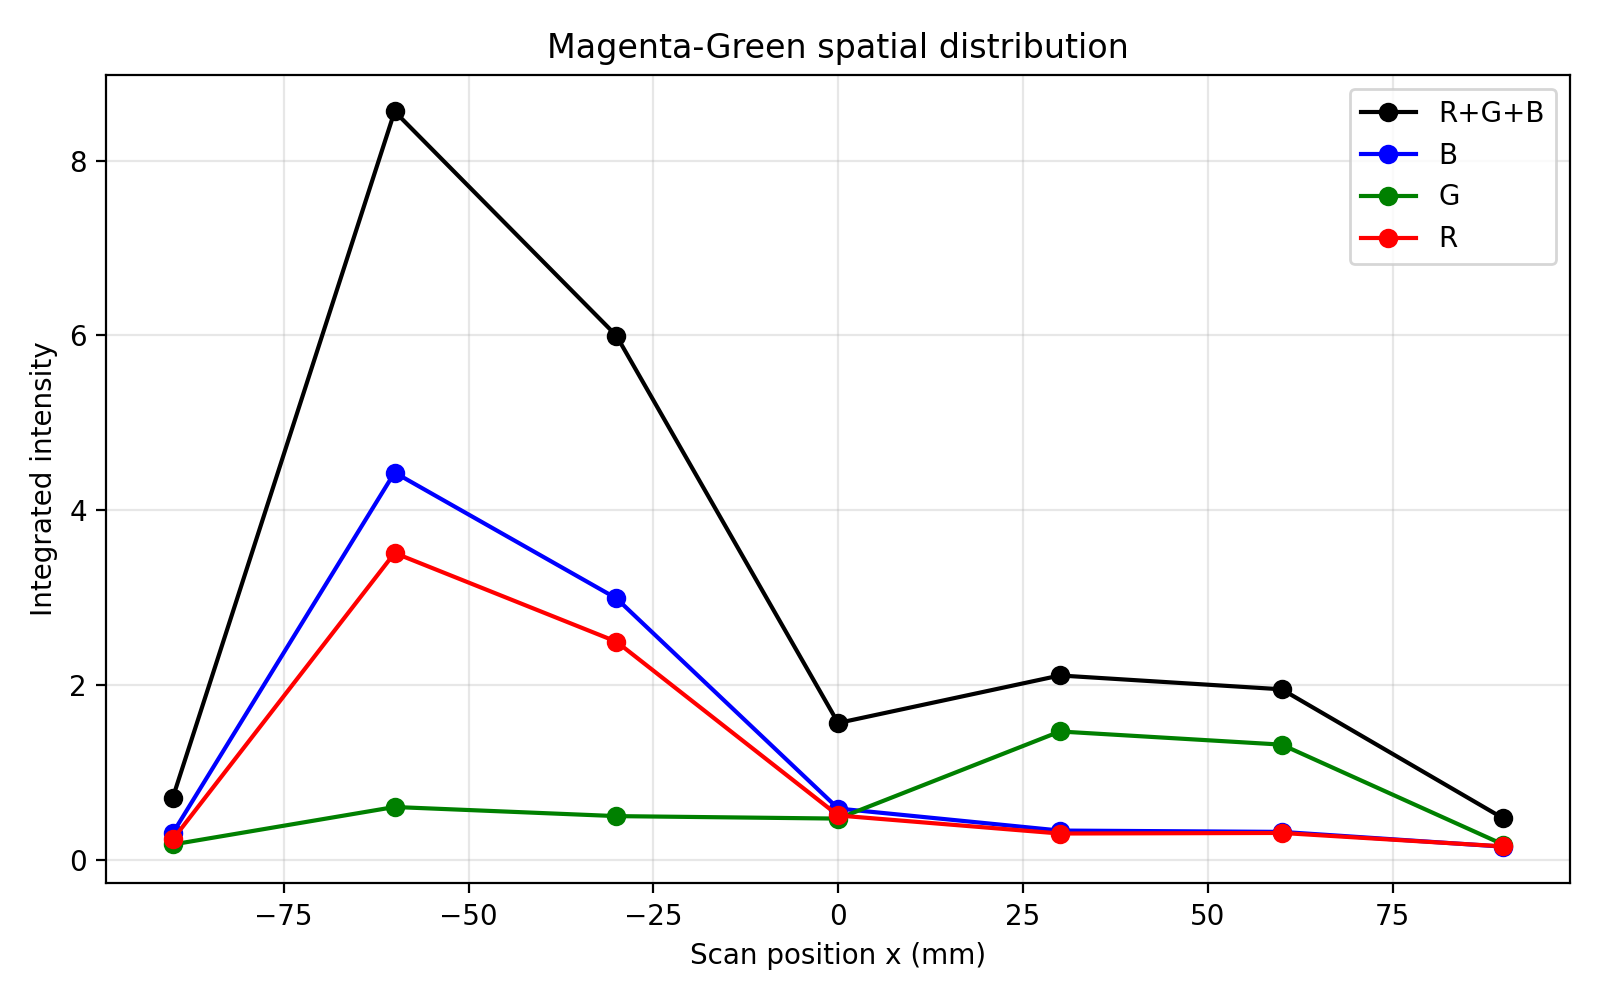 Magenta-Green spatial distribution
R+G+B
B
G
R
Integrated intensity
8
6
4
2
0
−75
−50
−25
0
25
50
75
Scan position x (mm)